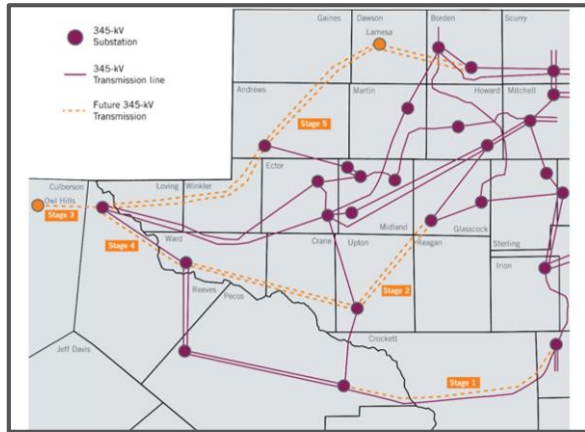 345-kV
Substation
345-kV
Transmission line
Future 345-kV
Transmission
Gaines
Dawson
Lamesa
Borden
Scurry
Andrews
Martin
Howard
Mitchell
Stage 5
Ector
Culberson
Loving
Winkler
Owl Hills
Stage 3
Stage 4
Ward
Crane
Upton
Midland
Reagan
Glasscock
Sterling
Irion
Stage 2
Reeves
Pecos
Crockett
Jeff Davis
Stage 1